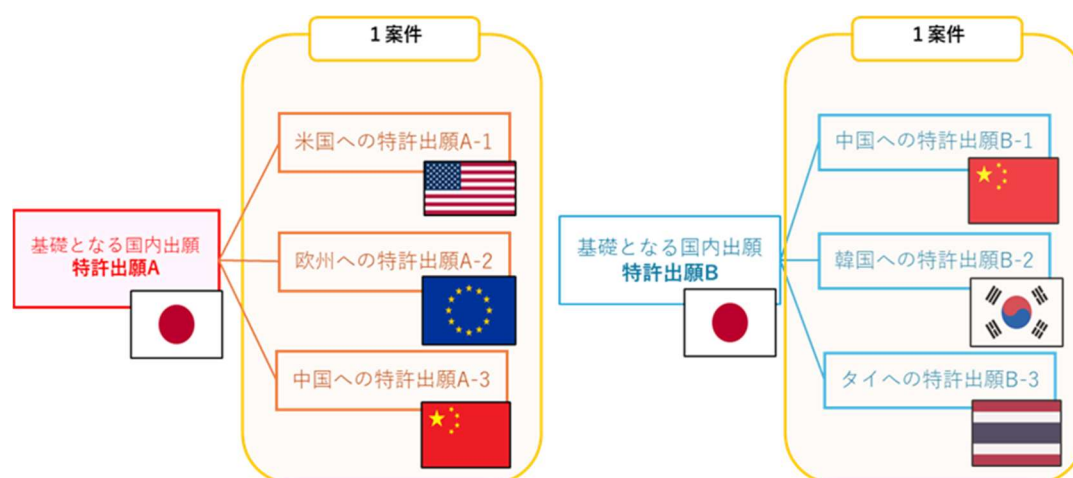 1案件
米国への特許出願A-1
基礎となる国内出願
特許出願A
欧州への特許出願A-2
中国への特許出願A-3
1案件
中国への特許出願B-1
基礎となる国内出願
特許出願B
韓国への特許出願B-2
タイへの特許出願B-3